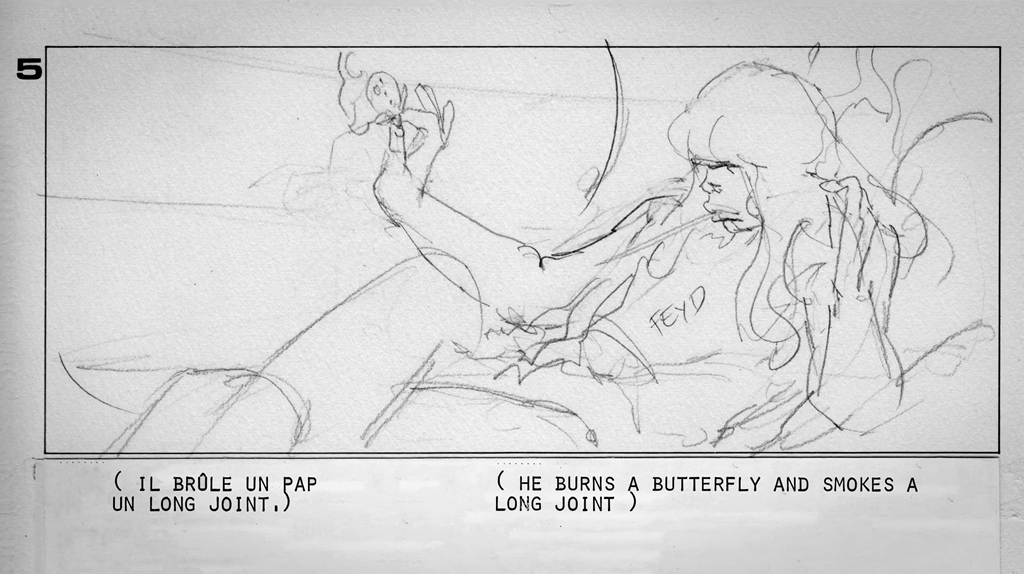 5
FEYD
( IL BRÛLE UN PAP
UN LONG JOINT.)
( HE BURNS A BUTTERFLY AND SMOKES A
LONG JOINT )